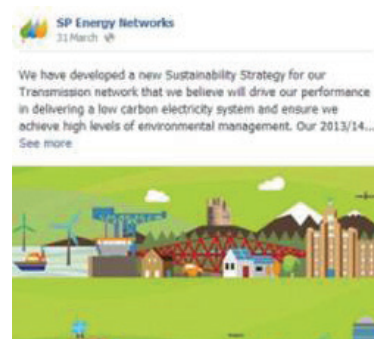 SP Energy Networks
31 March
We have developed a new Sustainability Strategy for our
Transmission network that we believe will drive our performance
in delivering a low carbon electricity system and ensure we
achieve high levels of environmental management. Our 2013/14...
See more